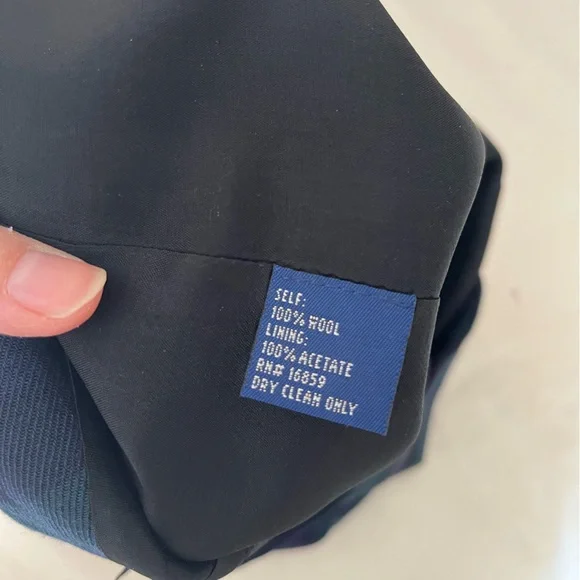 SELF:
100% WOOL
LINING:
100% ACETATE
RN# 16859
DRY CLEAN ONLY